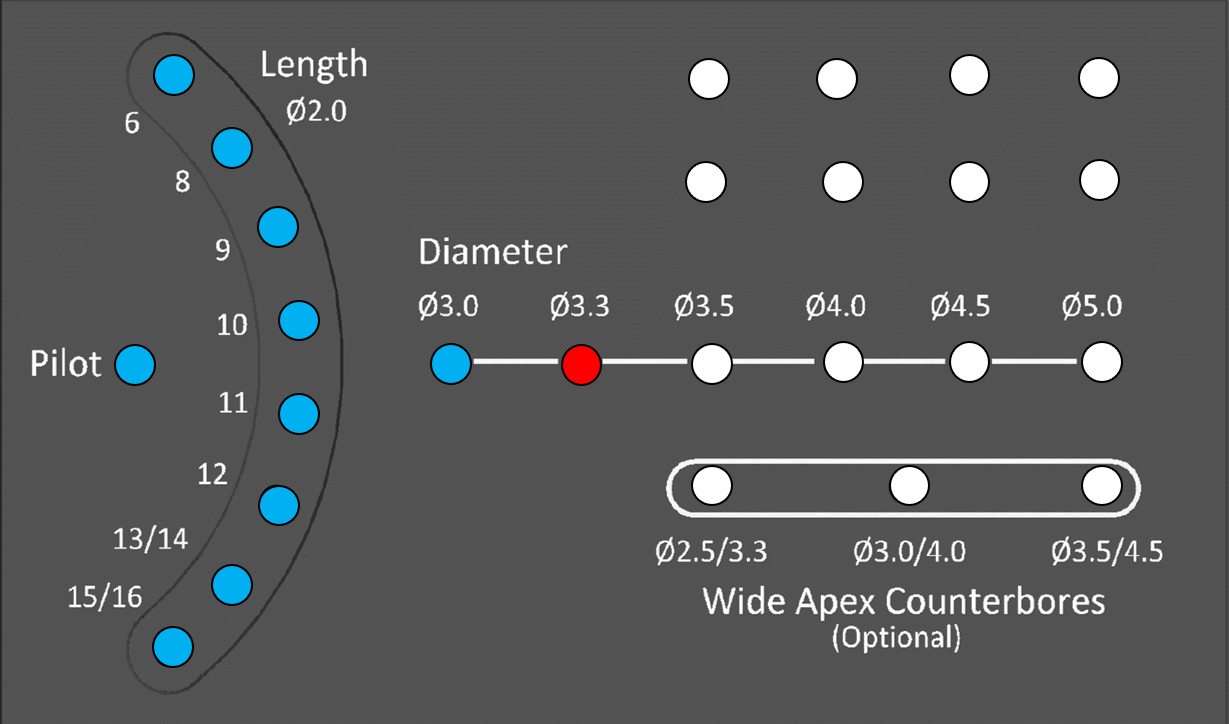 Length
Ø2.0
6
8
9
10
Pilot
11
12
13/14
15/16
Diameter
Ø3.0 Ø3.3 Ø3.5 Ø4.0 Ø4.5 Ø5.0
Ø2.5/3.3 Ø3.0/4.0 Ø3.5/4.5
Wide Apex Counterbores
(Optional)